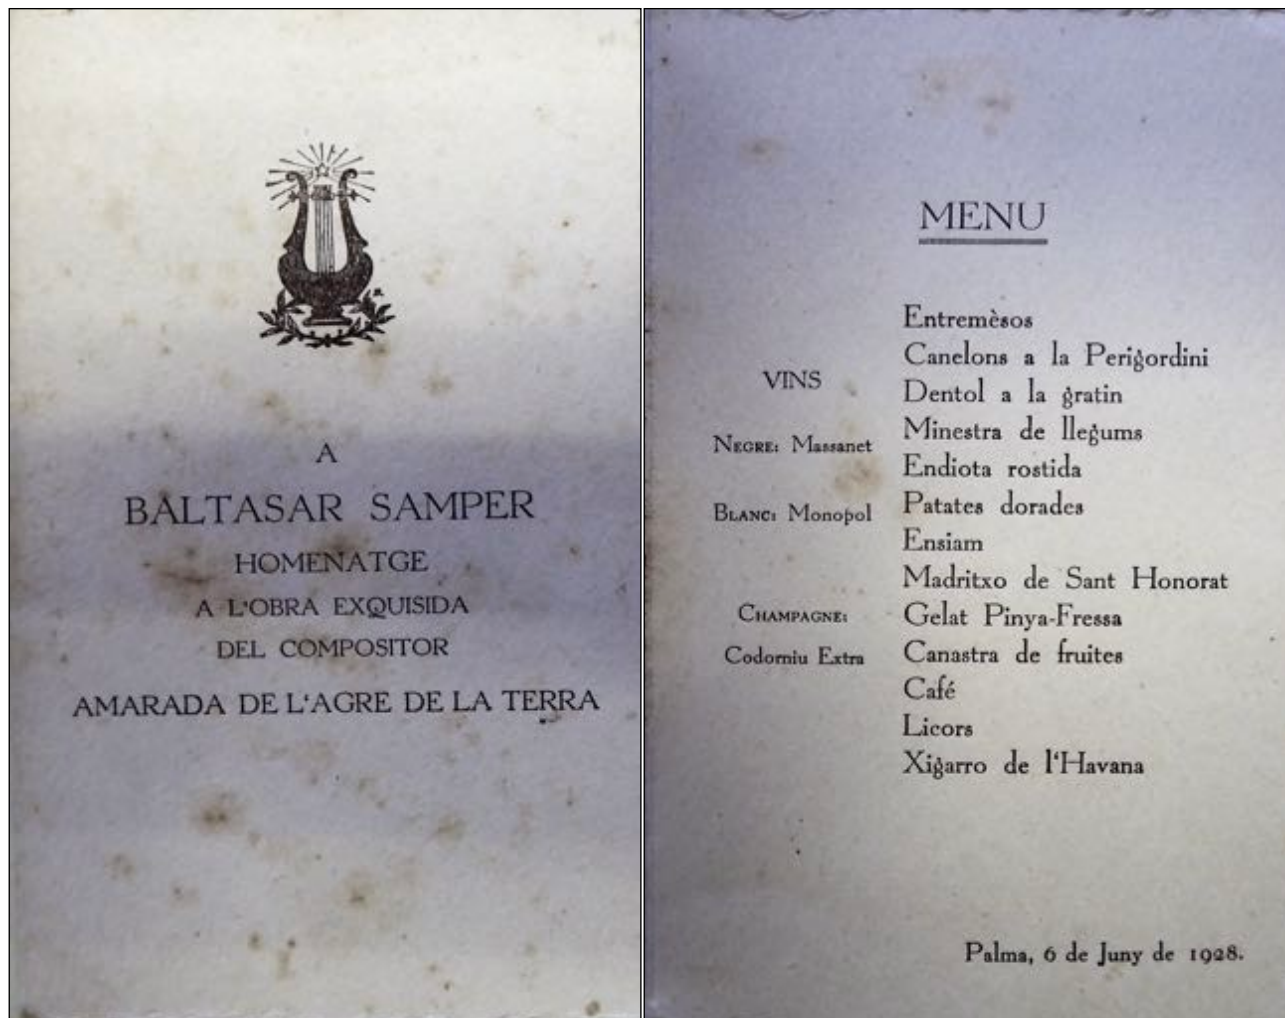 A
BALTASAR SAMPER
HOMENATGE
A L'OBRA EXQUISIDA
DEL COMPOSITOR
AMARADA DE L'AGRE DE LA TERRA
MENU
VINS
NEGRE: Massanet
BLANC: Monopol
CHAMPAGNE:
Codorniu Extra
Entremèsos
Canelons a la Perigordini
Dentol a la gratin
Minestra de llegums
Endiota rostida
Patates dorades
Ensiam
Madritxo de Sant Honorat
Gelat Pinya-Fressa
Canastra de fruites
Café
Licors
Xigarro de l'Havana
Palma, 6 de Juny de 1928.